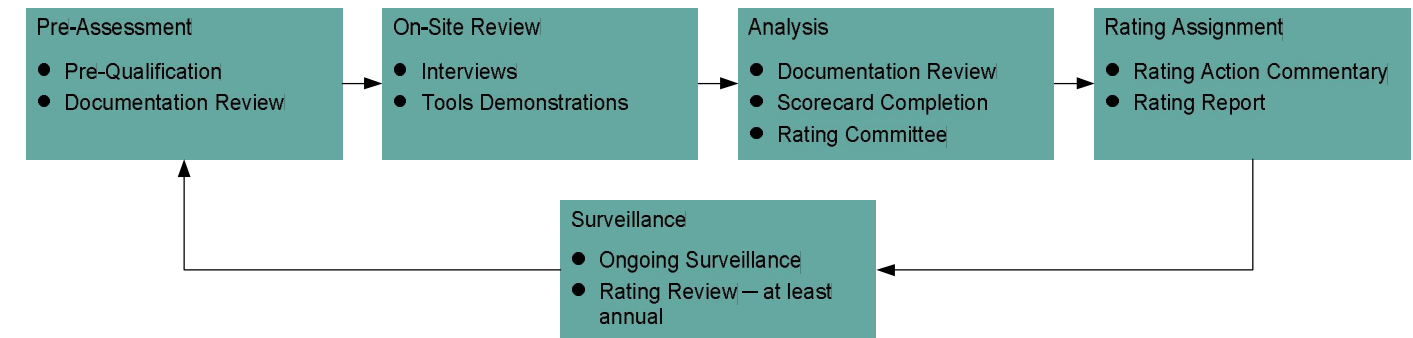 Pre-Assessment
● Pre-Qualification
● Documentation Review
On-Site Review
● Interviews
● Tools Demonstrations
Analysis
● Documentation Review
● Scorecard Completion
● Rating Committee
Rating Assignment
● Rating Action Commentary
● Rating Report
Surveillance
● Ongoing Surveillance
● Rating Review — at least
annual